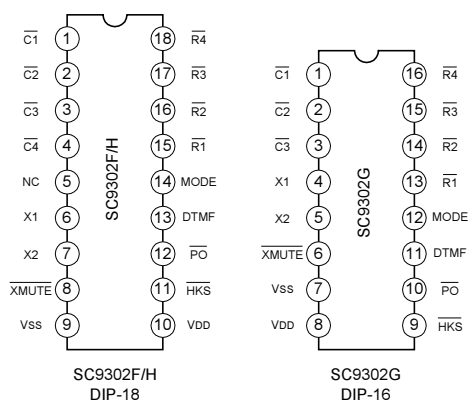 C1 1 18 R4
C2 2 17 R3
C3 3 16 R2
C4 4 15 R1
NC 5 14 MODE
X1 6 13 DTMF
X2 7 12 PO
XMUTE 8 11 HKS
VSS 9 10 VDD
SC9302F/H
SC9302F/H
DIP-18
C1 1 16 R4
C2 2 15 R3
C3 3 14 R2
X1 4 13 R1
X2 5 12 MODE
XMUTE 6 11 DTMF
VSS 7 10 PO
VDD 8 9 HKS
SC9302G
SC9302G
DIP-16